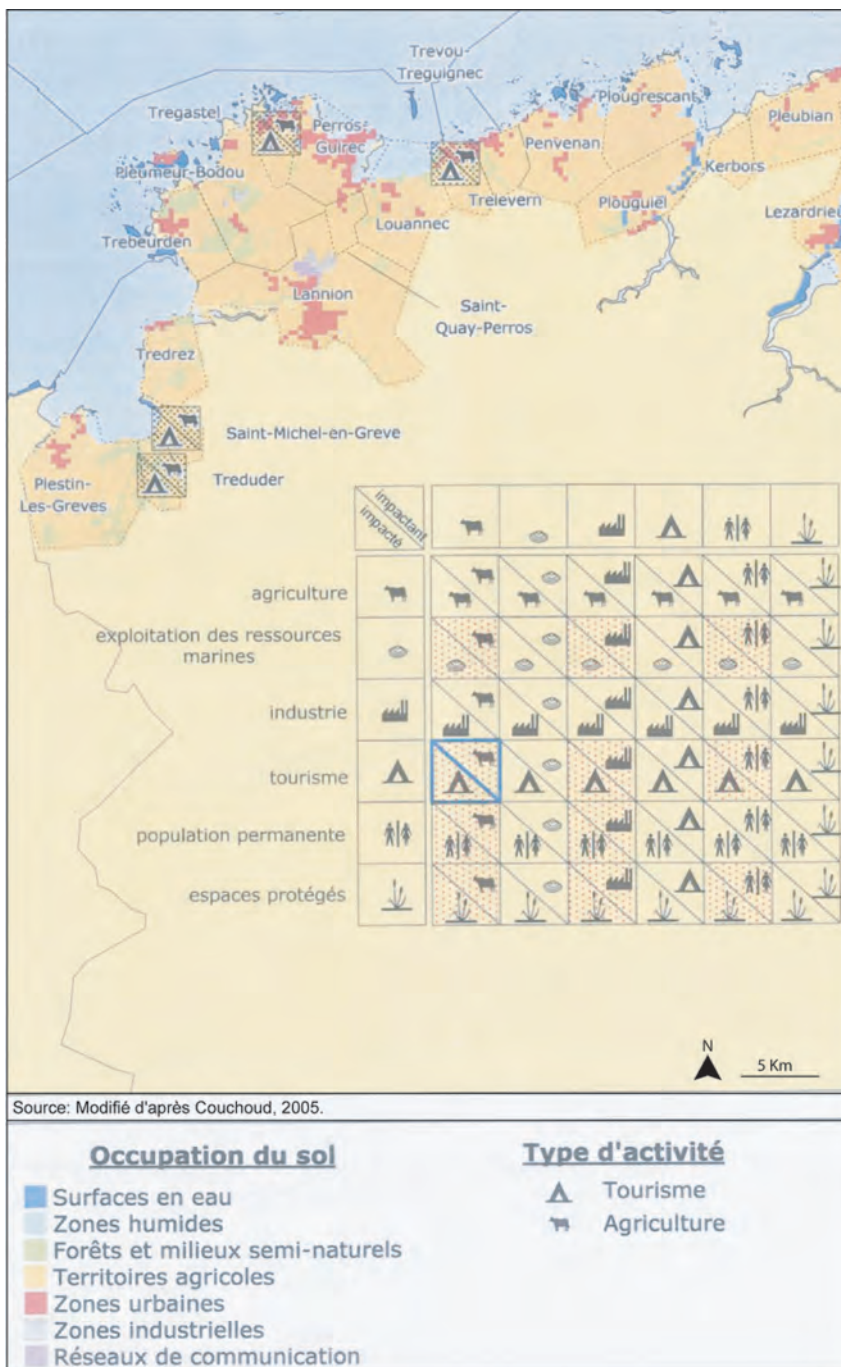 Trevou-
Treguignec
Tregastel
Perros-
Guirec
Plougrescant
Pleubian
Penvenan
Pleumeur-Bodou
Kerbors
Trelevern
Plouguiel
Louannec
Lezardrieu
Trebeurden
Lannion
Saint-
Quay-Perros
Tredrez
Saint-Michel-en-Greve
Plestin-
Les-Greves
Treduder
impactant
impacté
agriculture
exploitation des ressources
marines
industrie
tourisme
population permanente
espaces protégés
N
5 Km
Source: Modifié d'après Couchoud, 2005.
Occupation du sol
Surfaces en eau
Zones humides
Forêts et milieux semi-naturels
Territoires agricoles
Zones urbaines
Zones industrielles
Réseaux de communication
Type d'activité
Tourisme
Agriculture